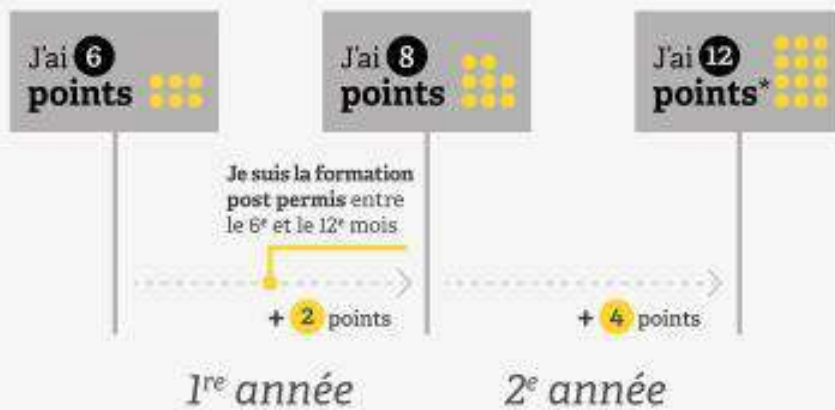 J'ai 6
points
J'ai 8
points
J'ai 12
points*
Je suis la formation
post permis entre
le 6ᵉ et le 12ᵉ mois
+ 2 points
+ 4 points
1ʳᵉ année
2ᵉ année